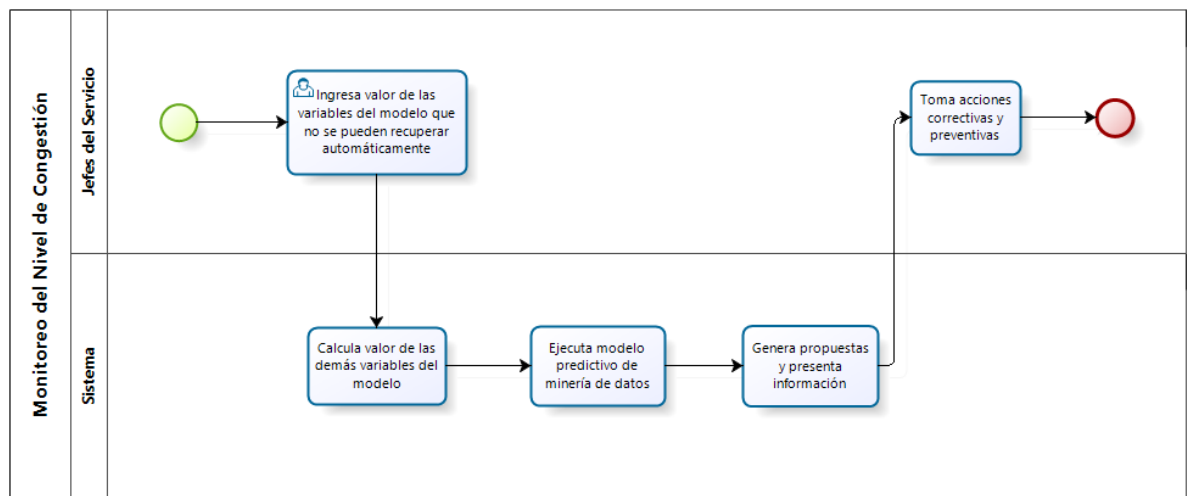 Monitoreo del Nivel de Congestión
Jefes del Servicio
Ingresa valor de las
variables del modelo que
no se pueden recuperar
automáticamente
Toma acciones
correctivas y
preventivas
Sistema
Calcula valor de las
demás variables del
modelo
Ejecuta modelo
predictivo de
minería de datos
Genera propuestas
y presenta
información